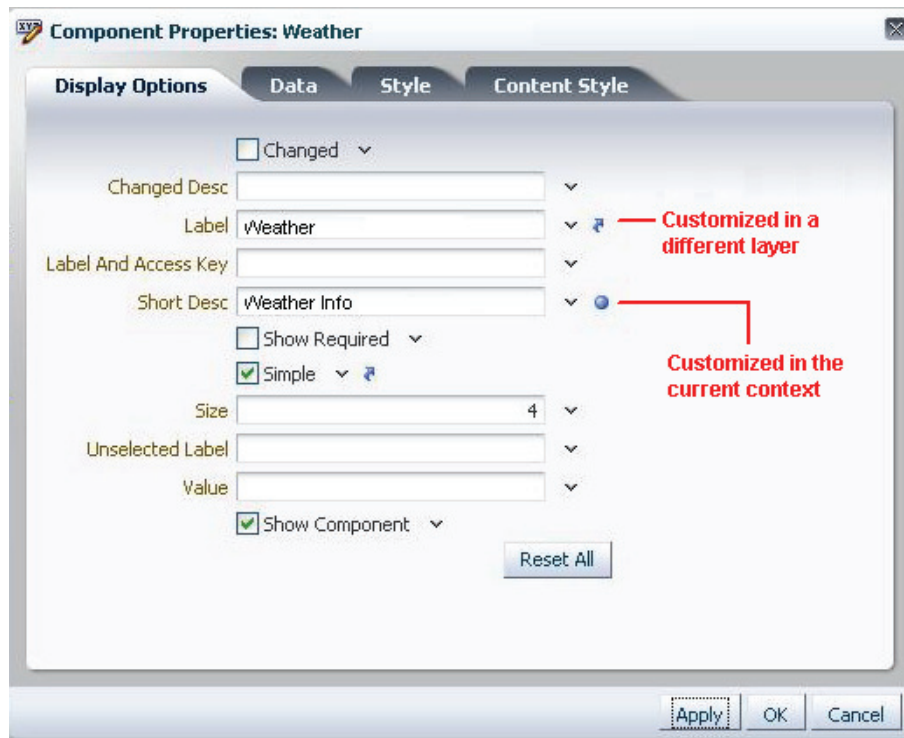 Component Properties: Weather
Display Options Data Style Content Style
Changed
Changed Desc
Label Weather
Customized in a
different layer
Label And Access Key
Short Desc Weather Info
Show Required
Customized in the
current context
Simple
Size 4
Unselected Label
Value
Show Component
Reset All
Apply OK Cancel